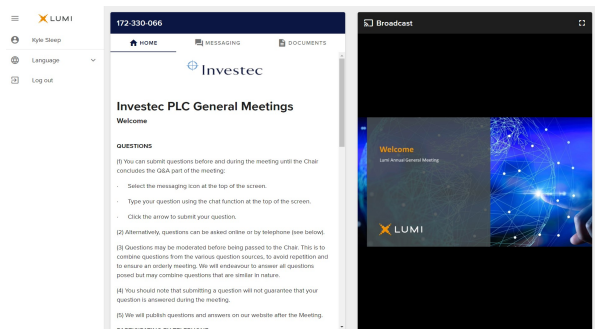 LUMI
Kyle Sleep
Language
Log out
172-330-066
HOME
MESSAGING
DOCUMENTS
Investec
Investec PLC General Meetings
Welcome
QUESTIONS
(1) You can submit questions before and during the meeting until the Chair
concludes the Q&A part of the meeting:
· Select the messaging icon at the top of the screen.
· Type your question using the chat function at the top of the screen.
· Click the arrow to submit your question.
(2) Alternatively, questions can be asked online or by telephone (see below).
(3) Questions may be moderated before being passed to the Chair. This is to
combine questions from the various question sources, to avoid repetition and
to ensure an orderly meeting. We will endeavour to answer all questions
posed but may combine questions that are similar in nature.
(4) You should note that submitting a question will not guarantee that your
question is answered during the meeting.
(5) We will publish questions and answers on our website after the Meeting.
PARTICIPATING BY TELEPHONE
Broadcast
Welcome
Lumi Annual General Meeting
LUMI